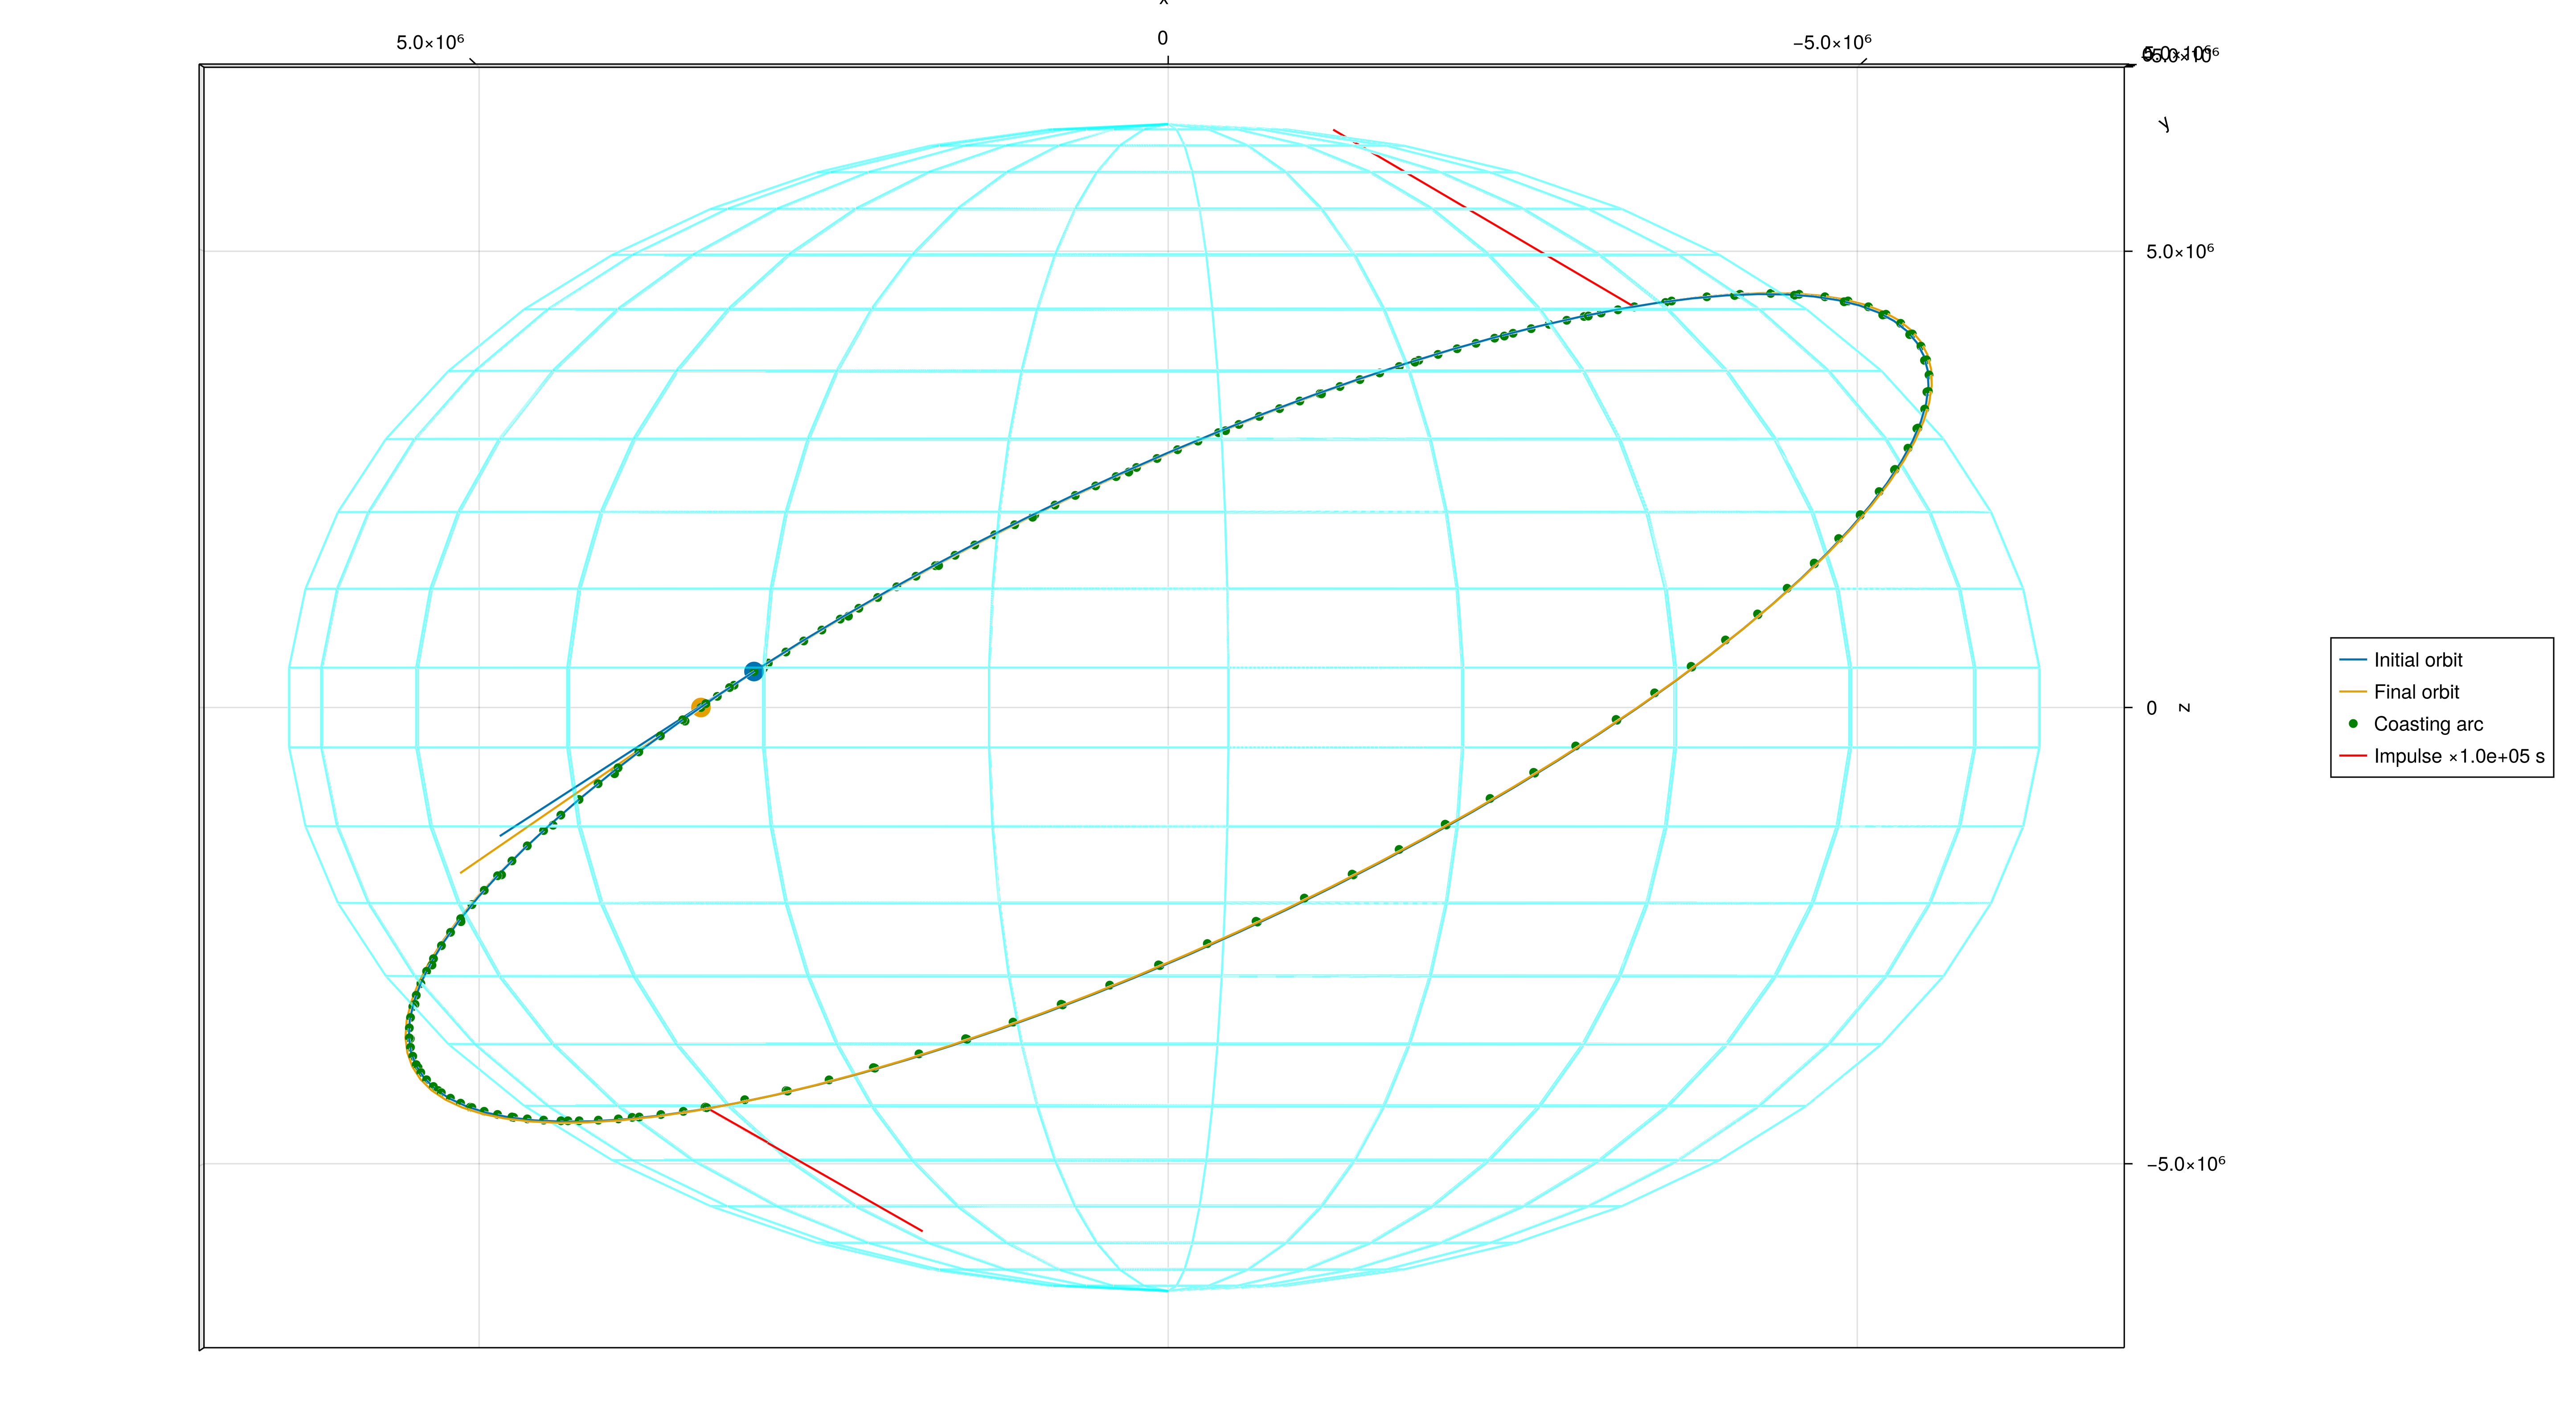 x
5.0×10⁶
0
−5.0×10⁶
y
5.0×10⁶
0
z
−5.0×10⁶
Initial orbit
Final orbit
Coasting arc
Impulse ×1.0e+05 s